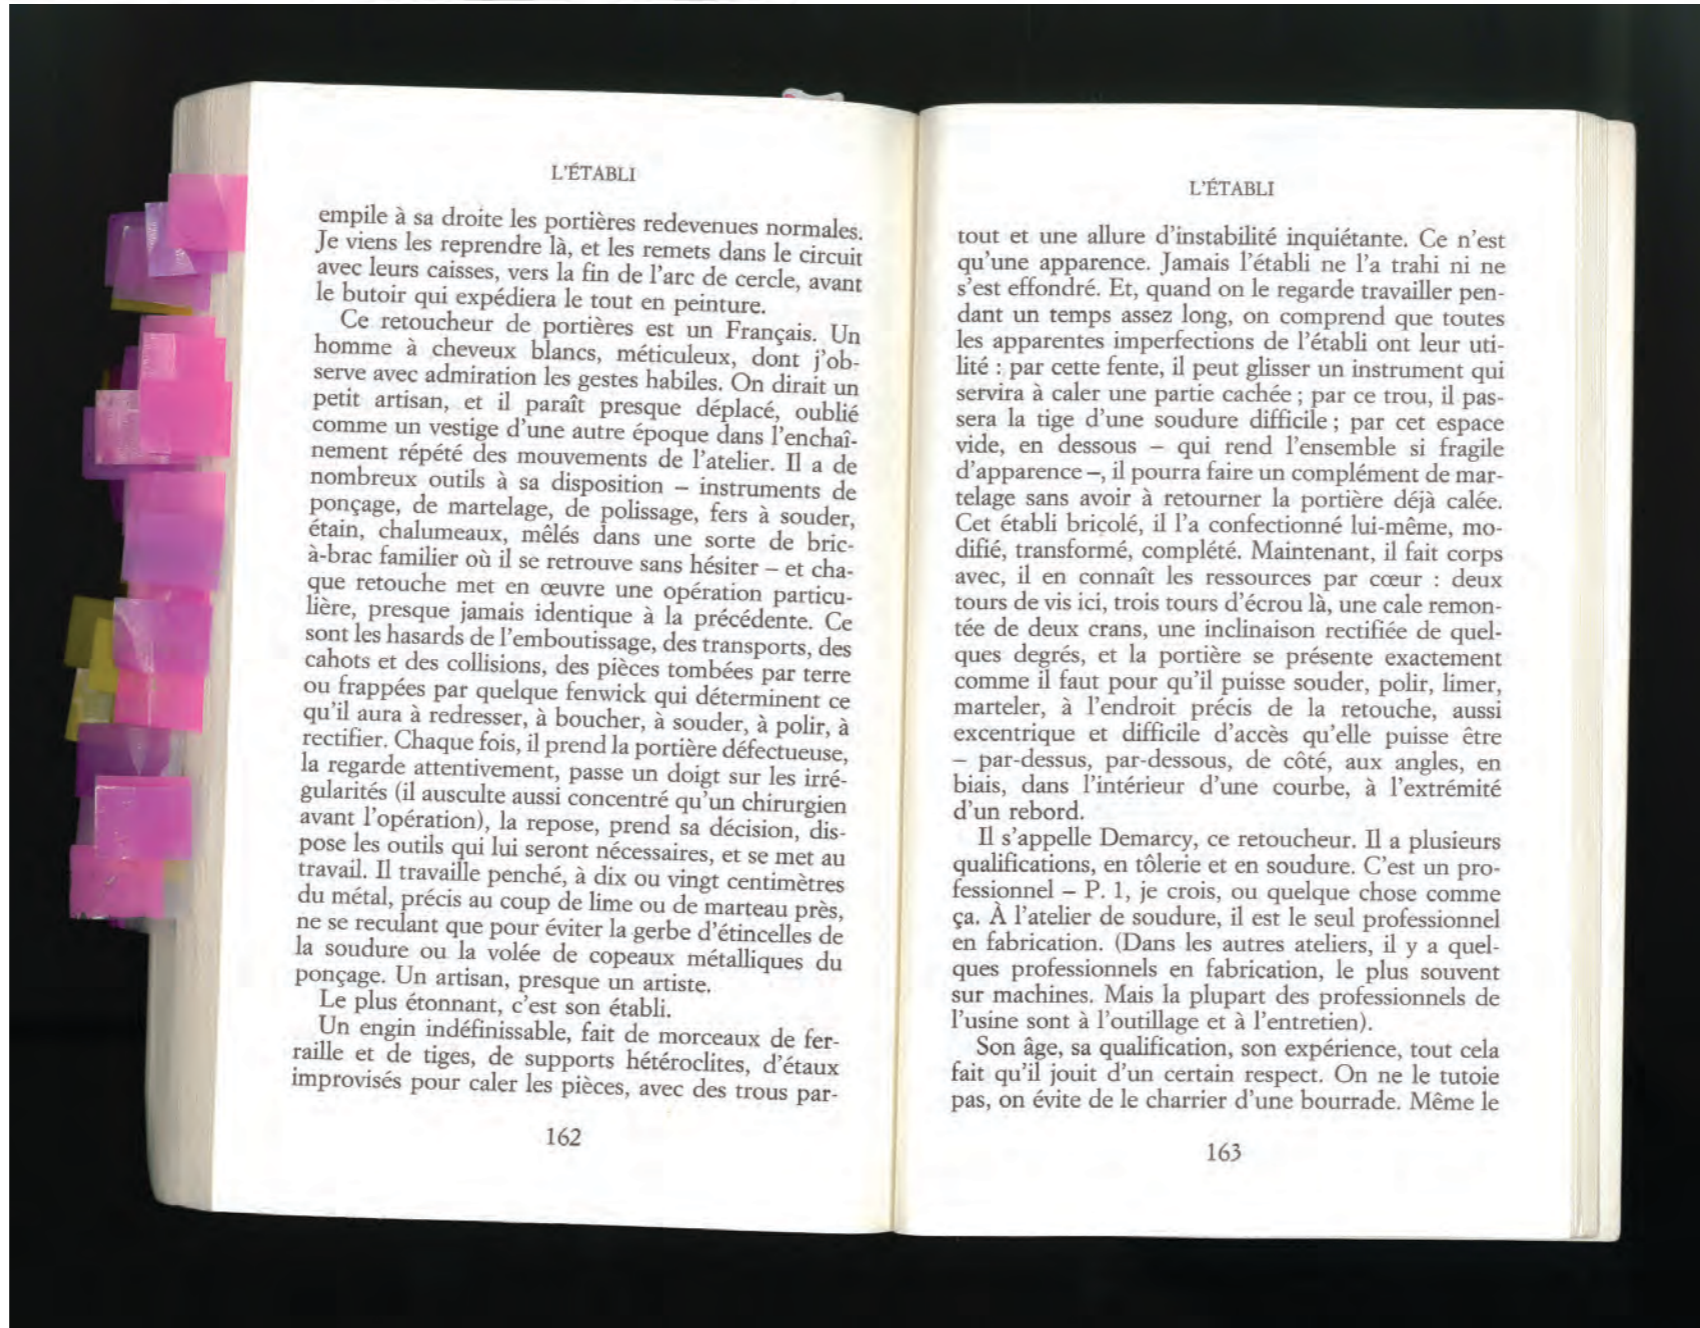 L'ÉTABLI
empile à sa droite les portières redevenues normales.
Je viens les reprendre là, et les remets dans le circuit
avec leurs caisses, vers la fin de l'arc de cercle, avant
le butoir qui expédiera le tout en peinture.
Ce retoucheur de portières est un Français. Un
homme à cheveux blancs, méticuleux, dont j'ob-
serve avec admiration les gestes habiles. On dirait un
petit artisan, et il paraît presque déplacé, oublié
comme un vestige d'une autre époque dans l'enchaî-
nement répété des mouvements de l'atelier. Il a de
nombreux outils à sa disposition – instruments de
ponçage, de martelage, de polissage, fers à souder,
étain, chalumeaux, mêlés dans une sorte de bric-
à-brac familier où il se retrouve sans hésiter – et cha-
que retouche met en œuvre une opération particu-
lière, presque jamais identique à la précédente. Ce
sont les hasards de l'emboutissage, des transports, des
cahots et des collisions, des pièces tombées par terre
ou frappées par quelque fenwick qui déterminent ce
qu'il aura à redresser, à boucher, à souder, à polir, à
rectifier. Chaque fois, il prend la portière défectueuse,
la regarde attentivement, passe un doigt sur les irré-
gularités (il ausculte aussi concentré qu'un chirurgien
avant l'opération), la repose, prend sa décision, dis-
pose les outils qui lui seront nécessaires, et se met au
travail. Il travaille penché, à dix ou vingt centimètres
du métal, précis au coup de lime ou de marteau près,
ne se reculant que pour éviter la gerbe d'étincelles de
la soudure ou la volée de copeaux métalliques du
ponçage. Un artisan, presque un artiste.
Le plus étonnant, c'est son établi.
Un engin indéfinissable, fait de morceaux de fer-
raille et de tiges, de supports hétéroclites, d'étaux
improvisés pour caler les pièces, avec des trous par-
162
L'ÉTABLI
tout et une allure d'instabilité inquiétante. Ce n'est
qu'une apparence. Jamais l'établi ne l'a trahi ni ne
s'est effondré. Et, quand on le regarde travailler pen-
dant un temps assez long, on comprend que toutes
les apparentes imperfections de l'établi ont leur uti-
lité : par cette fente, il peut glisser un instrument qui
servira à caler une partie cachée ; par ce trou, il pas-
sera la tige d'une soudure difficile ; par cet espace
vide, en dessous – qui rend l'ensemble si fragile
d'apparence –, il pourra faire un complément de mar-
telage sans avoir à retourner la portière déjà calée.
Cet établi bricolé, il l'a confectionné lui-même, mo-
difié, transformé, complété. Maintenant, il fait corps
avec, il en connaît les ressources par cœur : deux
tours de vis ici, trois tours d'écrou là, une cale remon-
tée de deux crans, une inclinaison rectifiée de quel-
ques degrés, et la portière se présente exactement
comme il faut pour qu'il puisse souder, polir, limer,
marteler, à l'endroit précis de la retouche, aussi
excentrique et difficile d'accès qu'elle puisse être
– par-dessus, par-dessous, de côté, aux angles, en
biais, dans l'intérieur d'une courbe, à l'extrémité
d'un rebord.
Il s'appelle Demarcy, ce retoucheur. Il a plusieurs
qualifications, en tôlerie et en soudure. C'est un pro-
fessionnel – P. 1, je crois, ou quelque chose comme
ça. À l'atelier de soudure, il est le seul professionnel
en fabrication. (Dans les autres ateliers, il y a quel-
ques professionnels en fabrication, le plus souvent
sur machines. Mais la plupart des professionnels de
l'usine sont à l'outillage et à l'entretien).
Son âge, sa qualification, son expérience, tout cela
fait qu'il jouit d'un certain respect. On ne le tutoie
pas, on évite de le charrier d'une bourrade. Même le
163